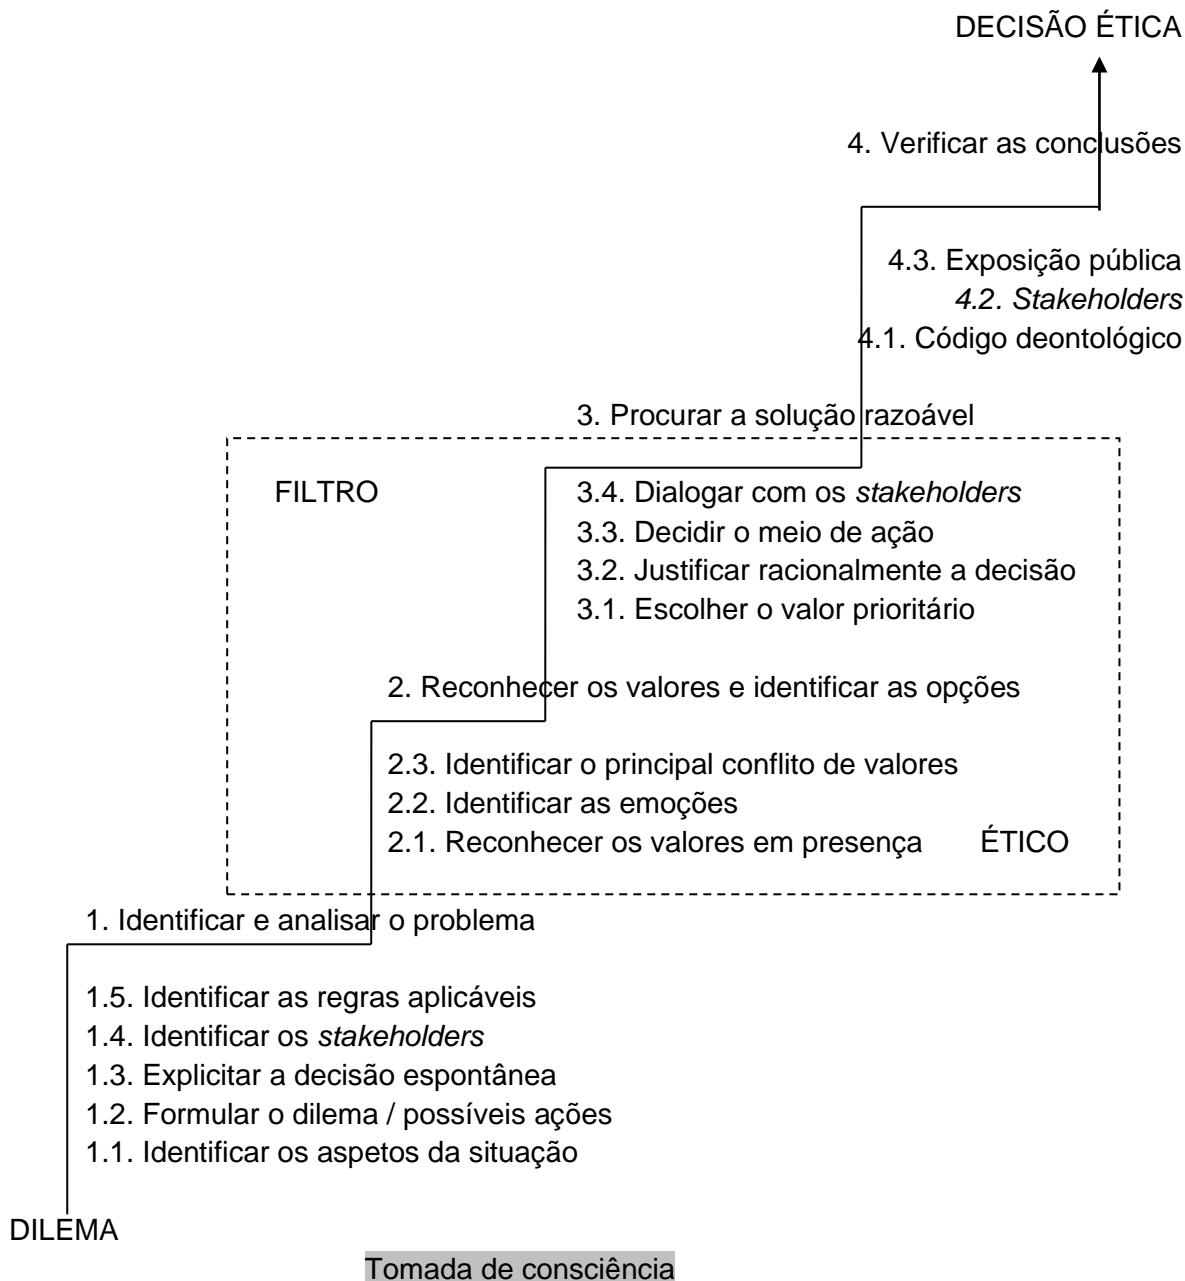 DECISÃO ÉTICA
4. Verificar as conclusões
4.3. Exposição pública
4.2. Stakeholders
4.1. Código deontológico
3. Procurar a solução razoável
FILTRO
3.4. Dialogar com os stakeholders
3.3. Decidir o meio de ação
3.2. Justificar racionalmente a decisão
3.1. Escolher o valor prioritário
2. Reconhecer os valores e identificar as opções
2.3. Identificar o principal conflito de valores
2.2. Identificar as emoções
2.1. Reconhecer os valores em presença
ÉTICO
1. Identificar e analisar o problema
1.5. Identificar as regras aplicáveis
1.4. Identificar os stakeholders
1.3. Explicitar a decisão espontânea
1.2. Formular o dilema / possíveis ações
1.1. Identificar os aspetos da situação
DILEMA
Tomada de consciência